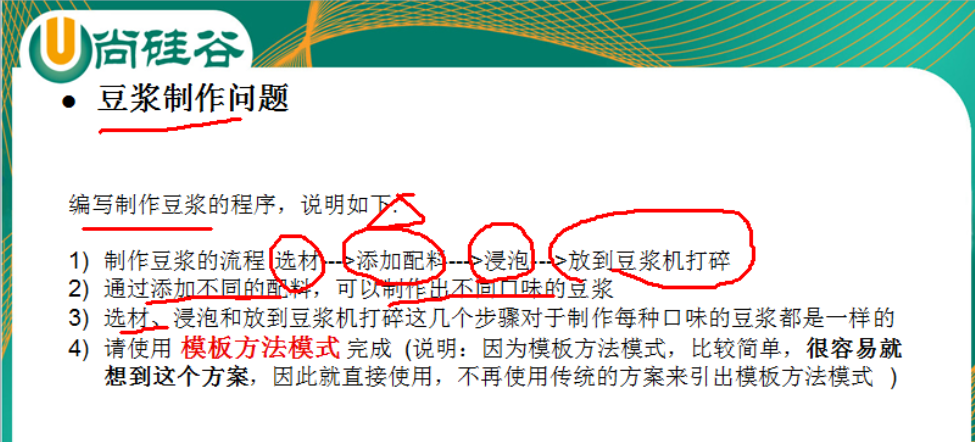 尚硅谷
● 豆浆制作问题
编写制作豆浆的程序，说明如下:
1) 制作豆浆的流程 选材--->添加配料--->浸泡--->放到豆浆机打碎
2) 通过添加不同的配料，可以制作出不同口味的豆浆
3) 选材、浸泡和放到豆浆机打碎这几个步骤对于制作每种口味的豆浆都是一样的
4) 请使用 模板方法模式 完成 (说明：因为模板方法模式，比较简单，很容易就
想到这个方案，因此就直接使用，不再使用传统的方案来引出模板方法模式 )